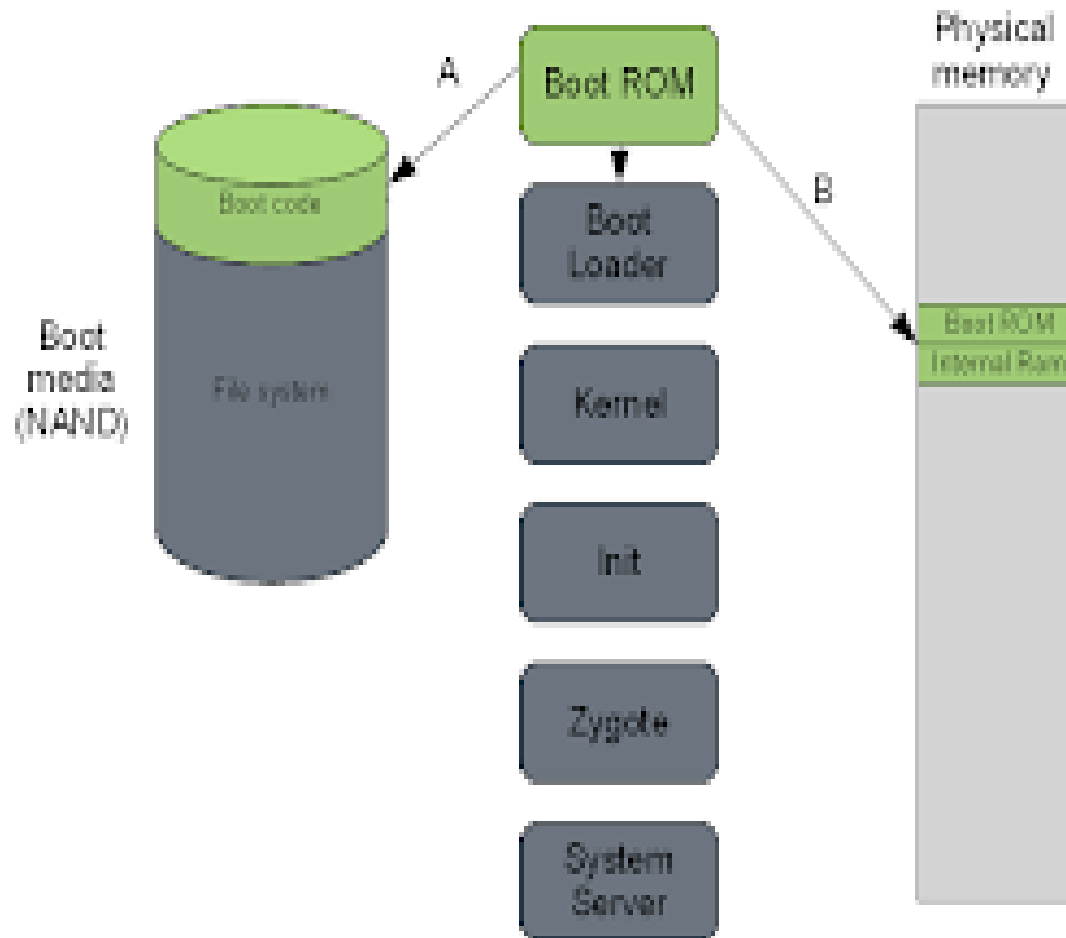 Physical
memory
A
Boot ROM
Boot code
B
Boot
Loader
Boot ROM
Internal Ram
Boot
media
(NAND)
File system
Kernel
Init
Zygote
System
Server